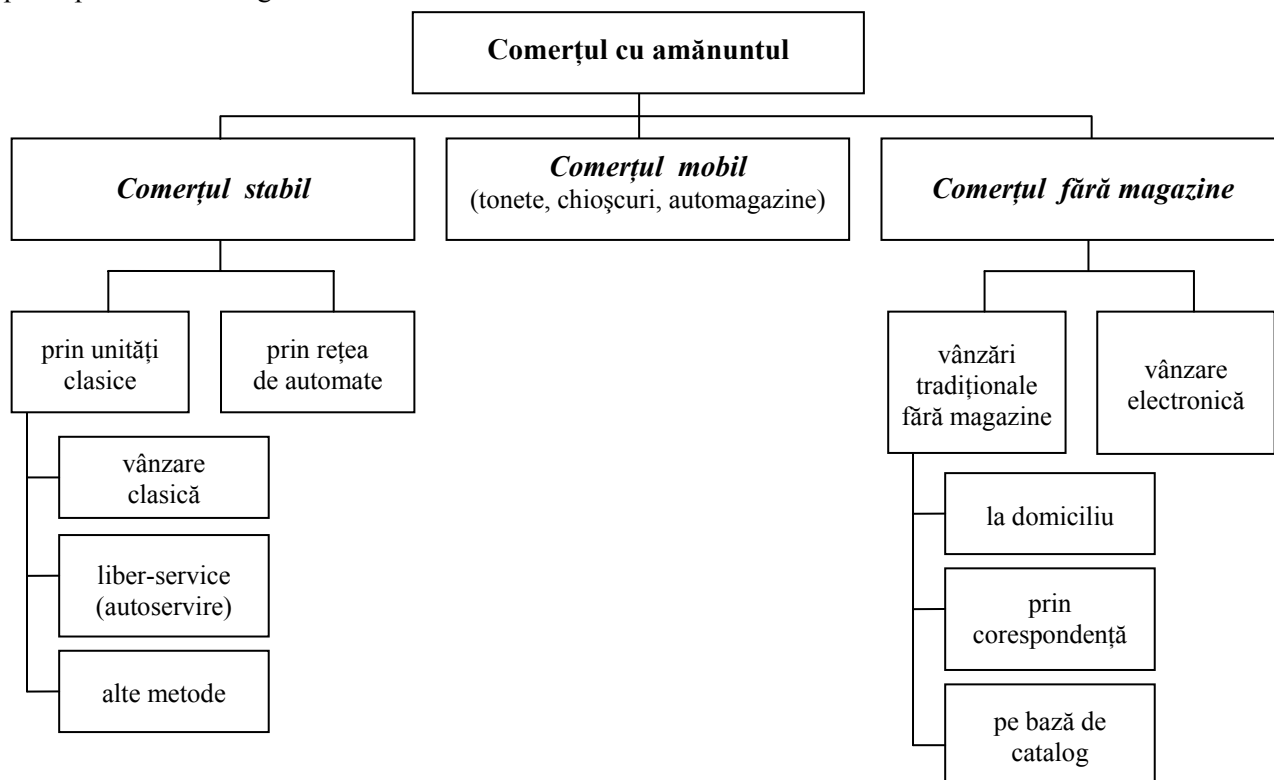 Comerțul cu amănuntul
Comerțul stabil
Comerțul mobil
(tonete, chioşcuri, automagazine)
Comerțul fără magazine
prin unități
clasice
prin rețea
de automate
vânzări
tradiționale
fără magazine
vânzare
electronică
vânzare
clasică
liber-service
(autoservire)
alte metode
la domiciliu
prin
corespondență
pe bază de
catalog